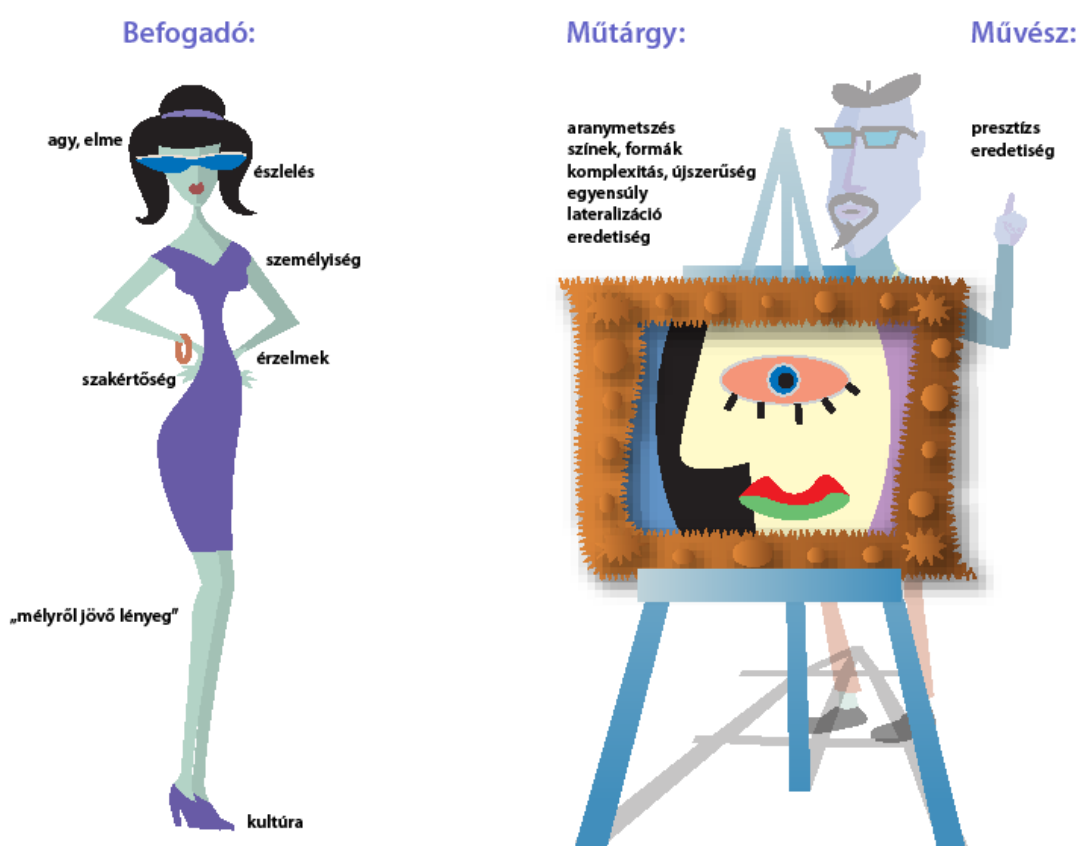 Befogadó:
agy, elme
észlelés
személyiség
érzelmek
szakértőség
„mélyről jövő lényeg”
kultúra
Műtárgy:
aranymetszés
színek, formák
komplexitás, újszerűség
egyensúly
lateralizáció
eredetiség
Művész:
presztízs
eredetiség